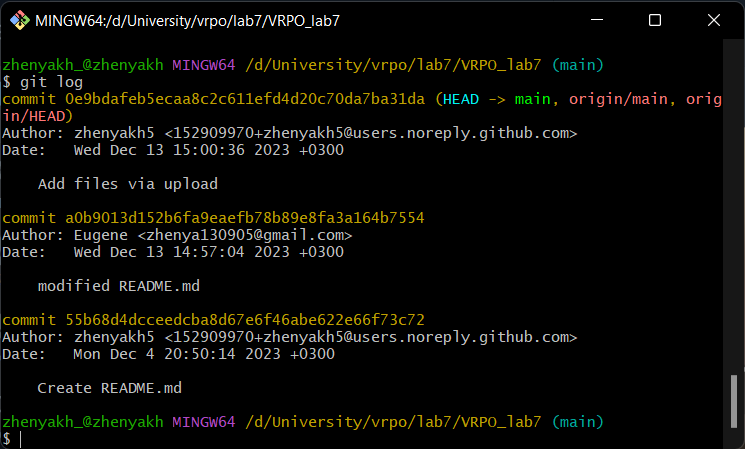 MINGW64:/d/University/vrpo/lab7/VRPO_lab7
zhenyakh_@zhenyakh MINGW64 /d/University/vrpo/lab7/VRPO_lab7 (main)
$ git log
commit 0e9bdafeb5ecaa8c2c611efd4d20c70da7ba31da (HEAD -> main, origin/main, orig
in/HEAD)
Author: zhenyakh5 <152909970+zhenyakh5@users.noreply.github.com>
Date:   Wed Dec 13 15:00:36 2023 +0300
    Add files via upload
commit a0b9013d152b6fa9eaefb78b89e8fa3a164b7554
Author: Eugene <zhenya130905@gmail.com>
Date:   Wed Dec 13 14:57:04 2023 +0300
    modified README.md
commit 55b68d4dcceedcba8d67e6f46abe622e66f73c72
Author: zhenyakh5 <152909970+zhenyakh5@users.noreply.github.com>
Date:   Mon Dec 4 20:50:14 2023 +0300
    Create README.md
zhenyakh_@zhenyakh MINGW64 /d/University/vrpo/lab7/VRPO_lab7 (main)
$